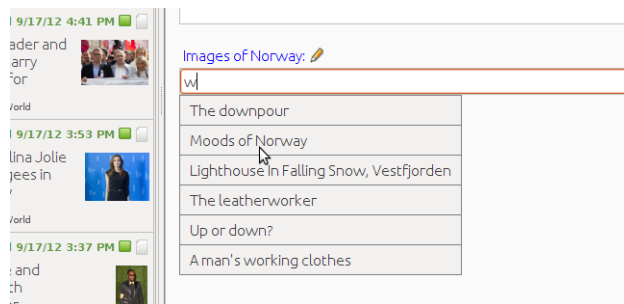 9/17/12 4:41 PM
ader and
arry
for
World
9/17/12 3:53 PM
lina Jolie
gees in
World
9/17/12 3:37 PM
e and
ch
Images of Norway:
w
The downpour
Moods of Norway
Lighthouse in Falling Snow, Vestfjorden
The leatherworker
Up or down?
A man's working clothes